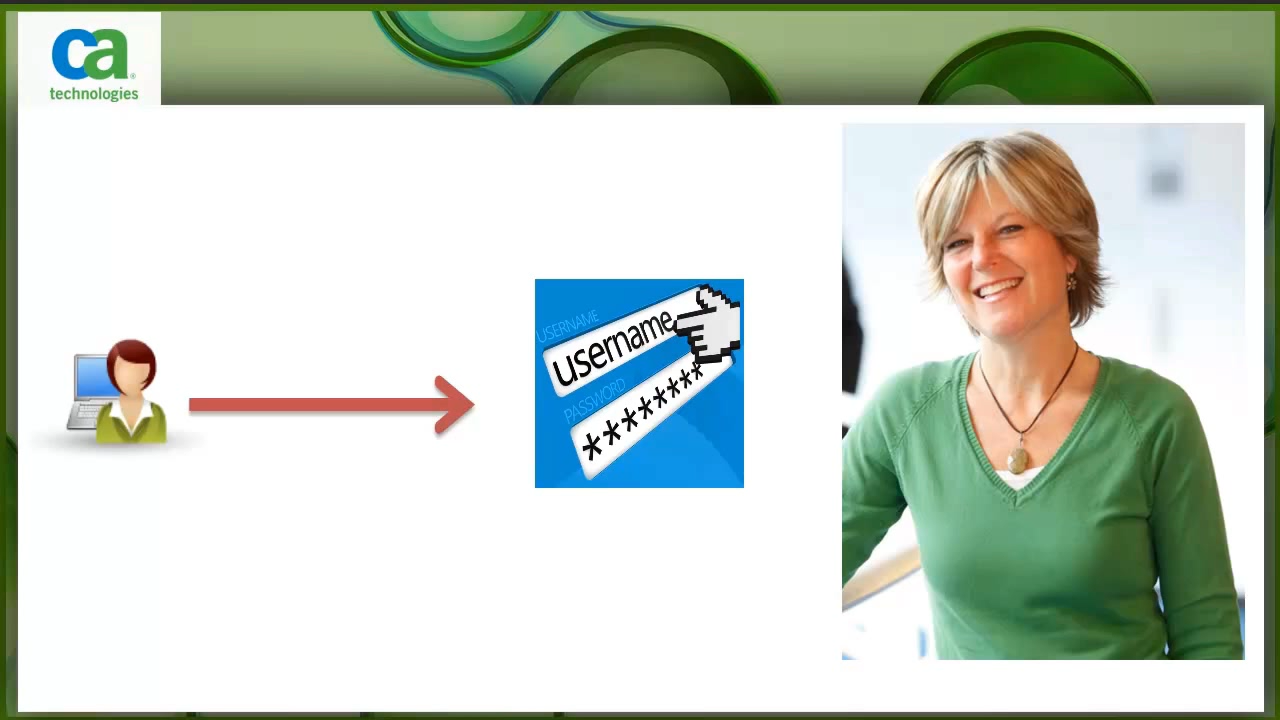 ca
technologies
USERNAME
username
PASSWORD
********